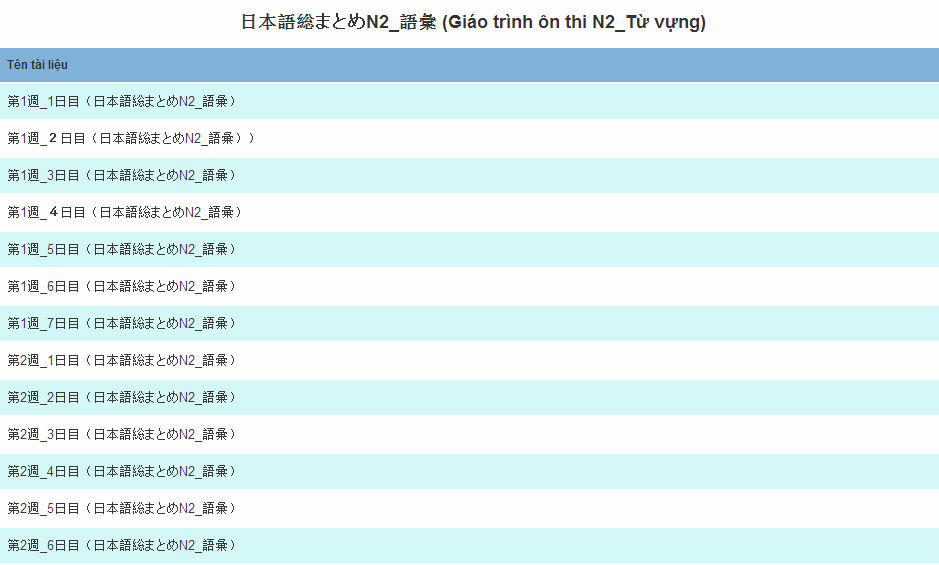 日本語総まとめN2_語彙 (Giáo trình ôn thi N2_Từ vựng)
Tên tài liệu
第1週_1日目（日本語総まとめN2_語彙）
第1週_２日目（日本語総まとめN2_語彙））
第1週_3日目（日本語総まとめN2_語彙）
第1週_４日目（日本語総まとめN2_語彙）
第1週_5日目（日本語総まとめN2_語彙）
第1週_6日目（日本語総まとめN2_語彙）
第1週_7日目（日本語総まとめN2_語彙）
第2週_1日目（日本語総まとめN2_語彙）
第2週_2日目（日本語総まとめN2_語彙）
第2週_3日目（日本語総まとめN2_語彙）
第2週_4日目（日本語総まとめN2_語彙）
第2週_5日目（日本語総まとめN2_語彙）
第2週_6日目（日本語総まとめN2_語彙）